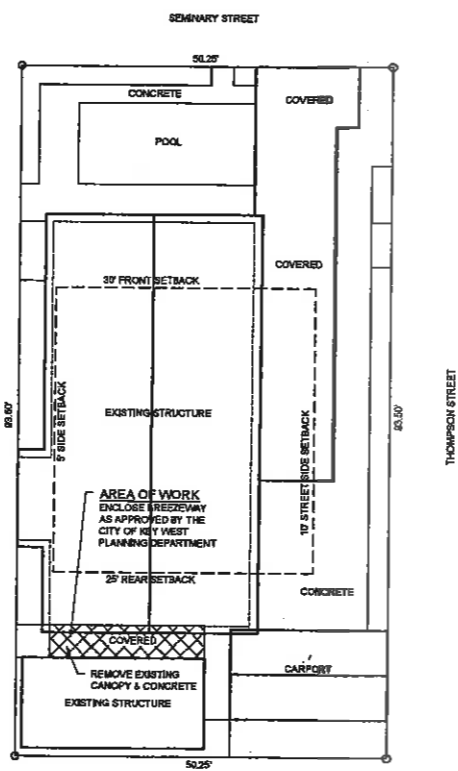 SEMINARY STREET
50.25'
CONCRETE
COVERED
POOL
COVERED
30' FRONT SETBACK
93.50'
5' SIDE SETBACK
EXISTING STRUCTURE
10' STREET SIDE SETBACK
93.50'
THOMPSON STREET
AREA OF WORK
ENCLOSE BREEZEWAY
AS APPROVED BY THE
CITY OF KEY WEST
PLANNING DEPARTMENT
25' REAR SETBACK
CONCRETE
COVERED
REMOVE EXISTING
CANOPY & CONCRETE
CARPORT
EXISTING STRUCTURE
50.25'